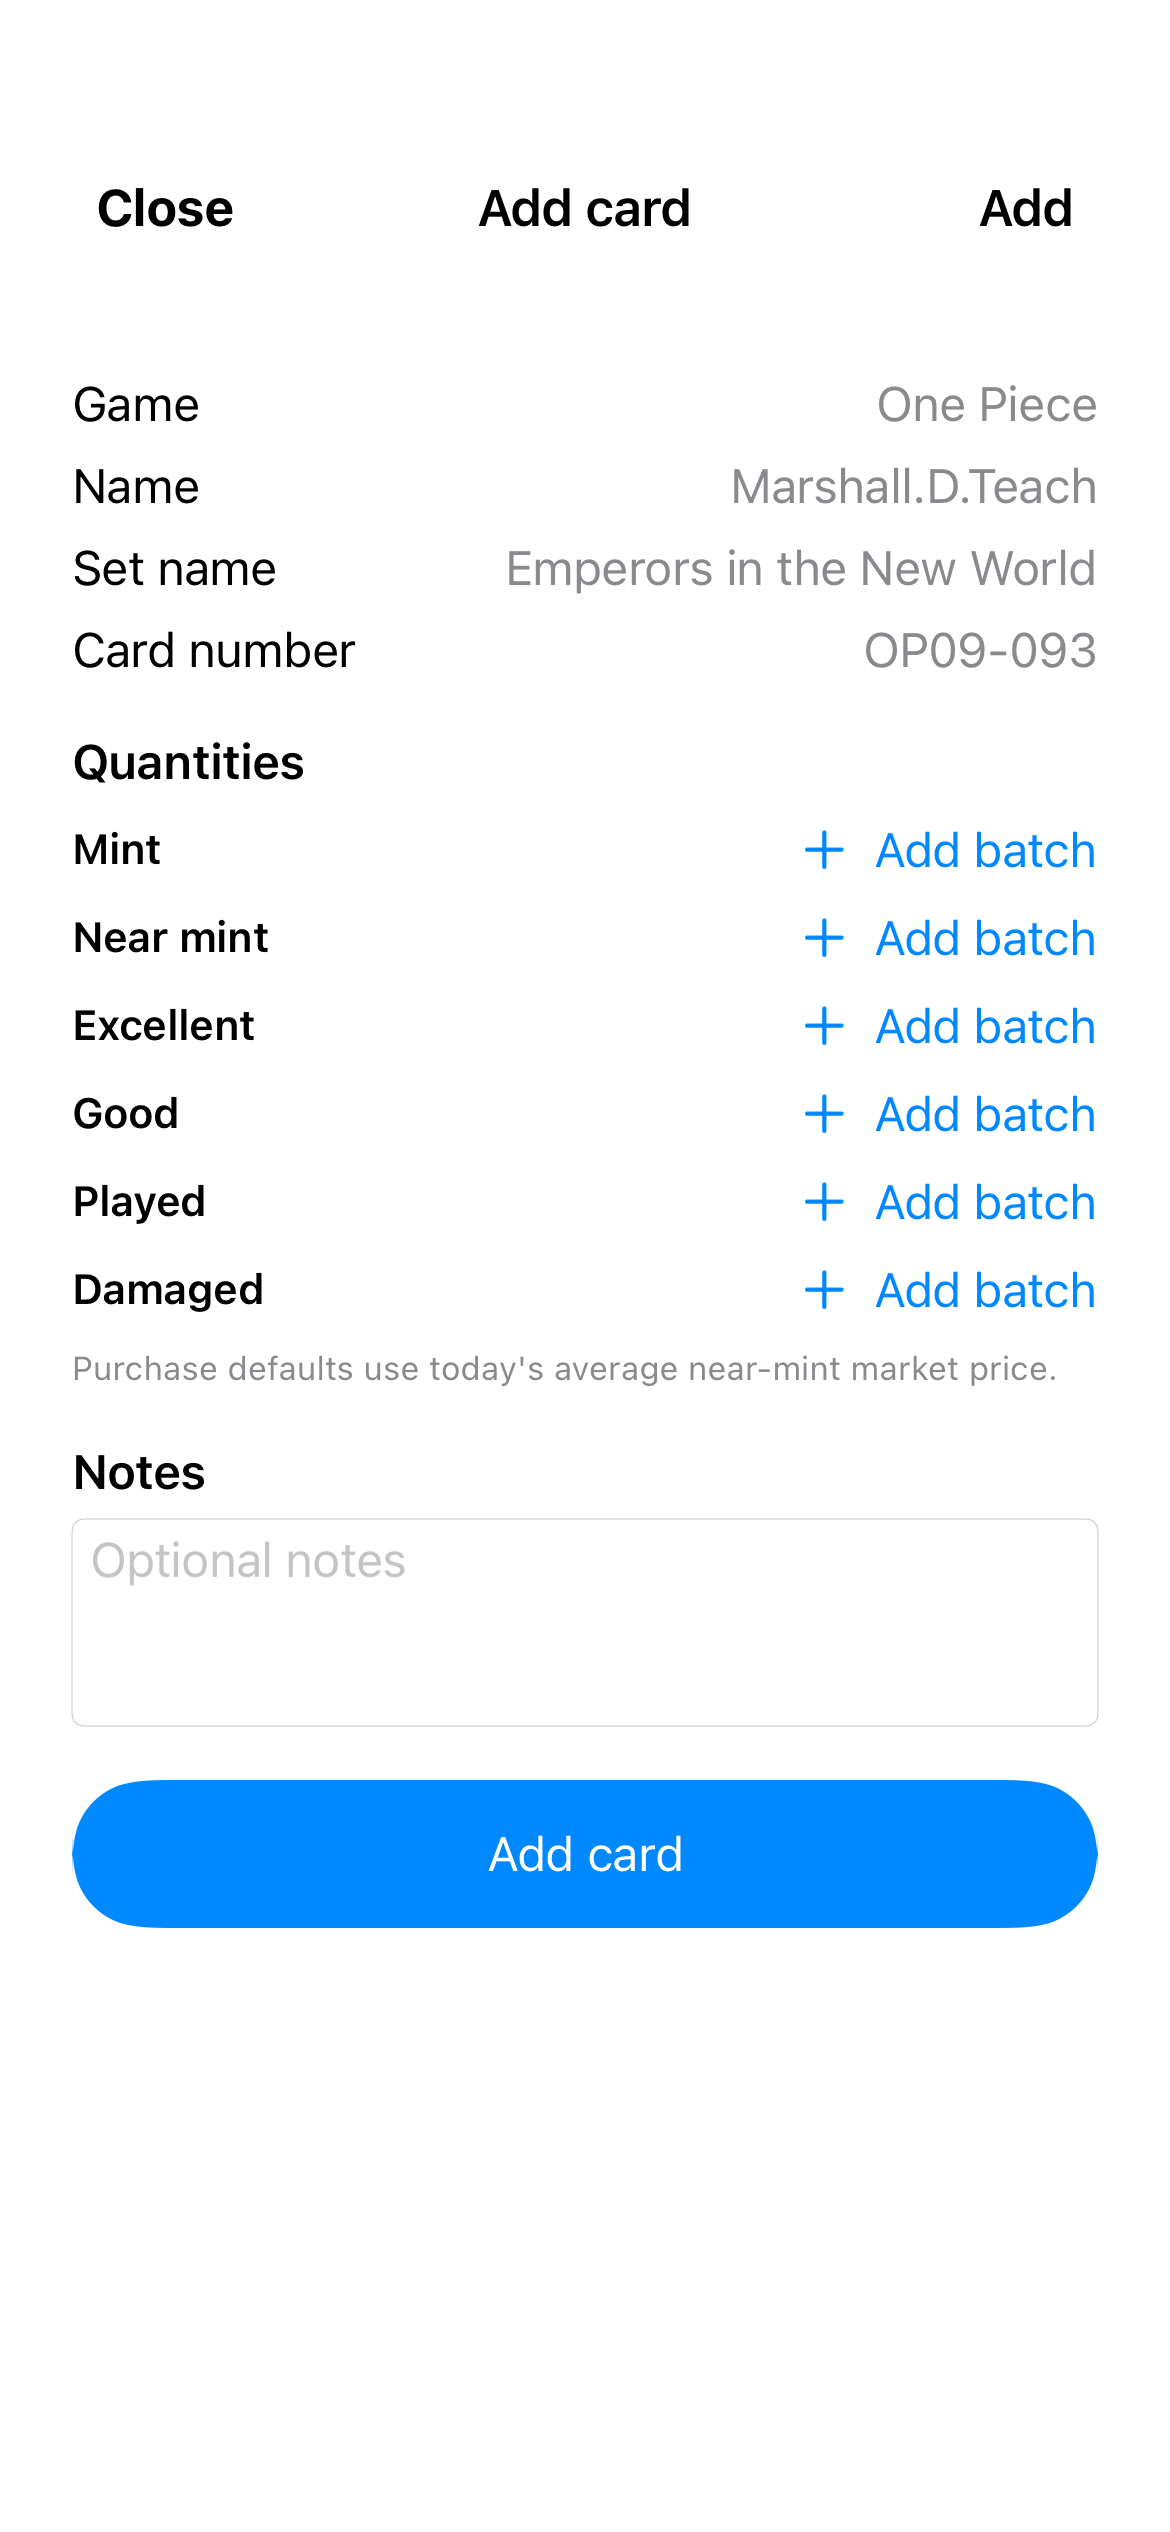 Close Add card Add
Game One Piece
Name Marshall.D.Teach
Set name Emperors in the New World
Card number OP09-093
Quantities
Mint + Add batch
Near mint + Add batch
Excellent + Add batch
Good + Add batch
Played + Add batch
Damaged + Add batch
Purchase defaults use today's average near-mint market price.
Notes
Optional notes
Add card